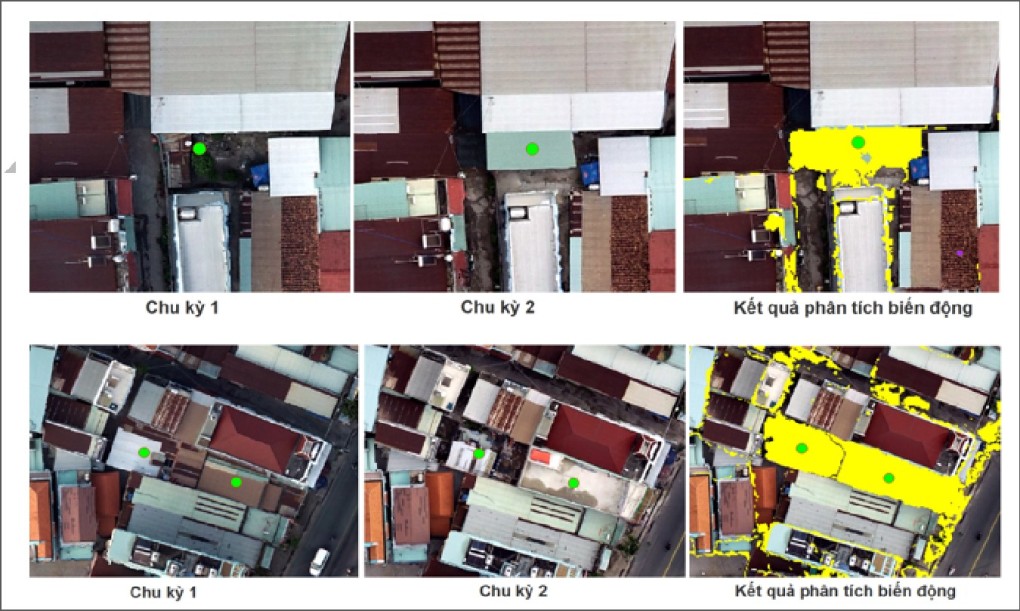 Chu kỳ 1
Chu kỳ 2
Kết quả phân tích biến động
Chu kỳ 1
Chu kỳ 2
Kết quả phân tích biến động